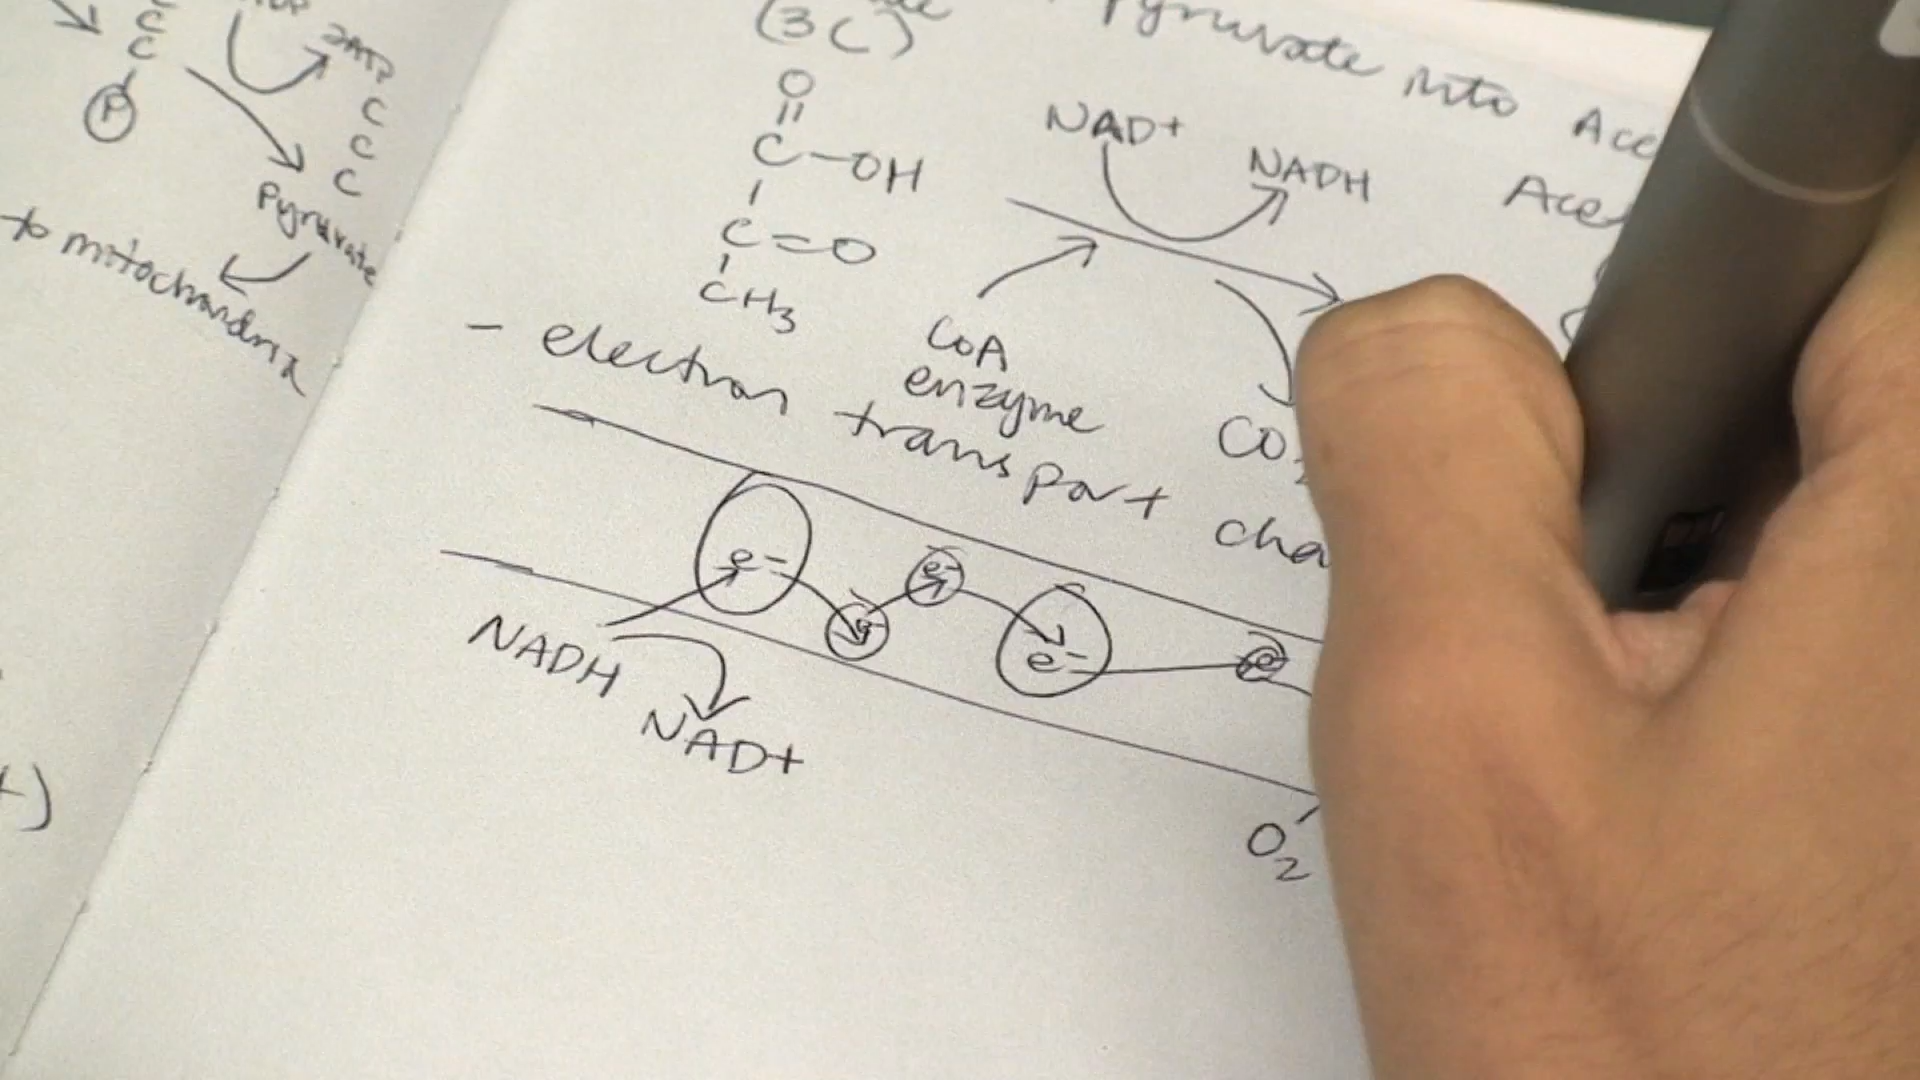 C
C
P
2ATP
C
C
C
Pyruvate
to mitochondria
+)
(3C)
Pyruvate into Ace
O
C-OH
C=O
CH3
NAD+
NADH
Ace
CoA
enzyme
CO2
- electron transport cha
e-
e-
e-
e-
e-
NADH
NAD+
O2